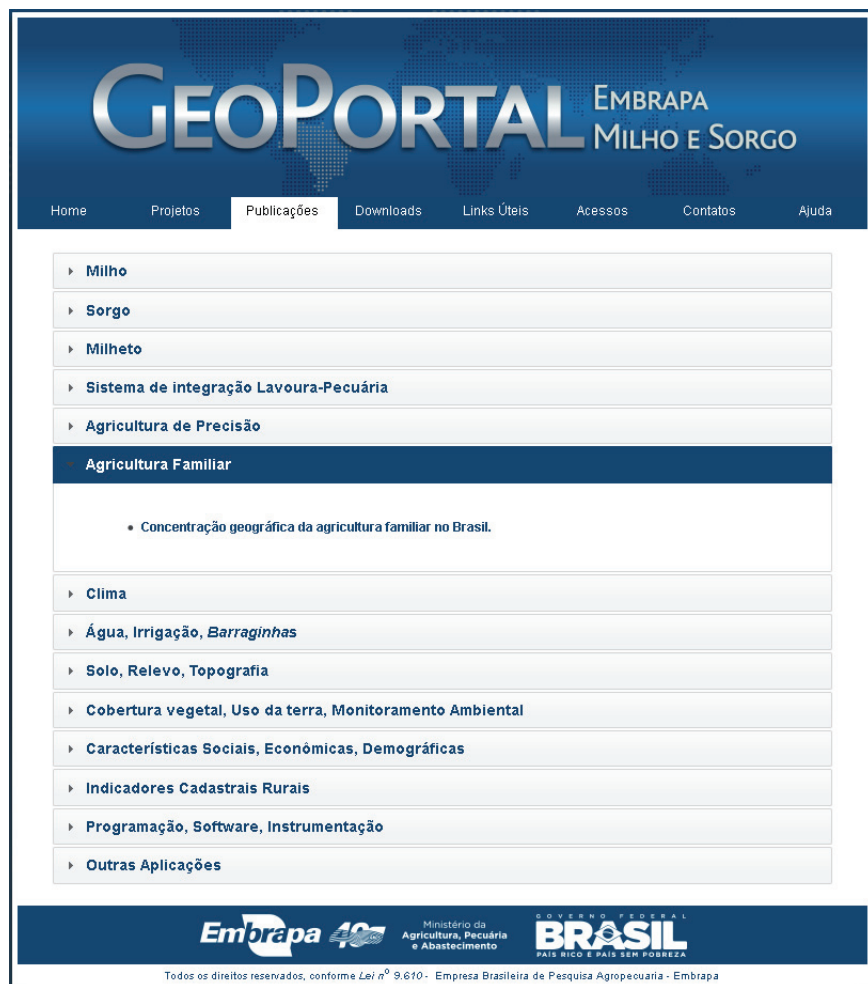 GEOPORTAL EMBRAPA
MILHO E SORGO
Home Projetos Publicações Downloads Links Úteis Acessos Contatos Ajuda
Milho
Sorgo
Milheto
Sistema de integração Lavoura-Pecuária
Agricultura de Precisão
Agricultura Familiar
Concentração geográfica da agricultura familiar no Brasil.
Clima
Água, Irrigação, Barraginhas
Solo, Relevo, Topografia
Cobertura vegetal, Uso da terra, Monitoramento Ambiental
Características Sociais, Econômicas, Demográficas
Indicadores Cadastrais Rurais
Programação, Software, Instrumentação
Outras Aplicações
Embrapa 40
Ministério da
Agricultura, Pecuária
e Abastecimento
GOVERNO FEDERAL
BRASIL
PAÍS RICO É PAÍS SEM POBREZA
Todos os direitos reservados, conforme Lei nº 9.610 - Empresa Brasileira de Pesquisa Agropecuaria - Embrapa